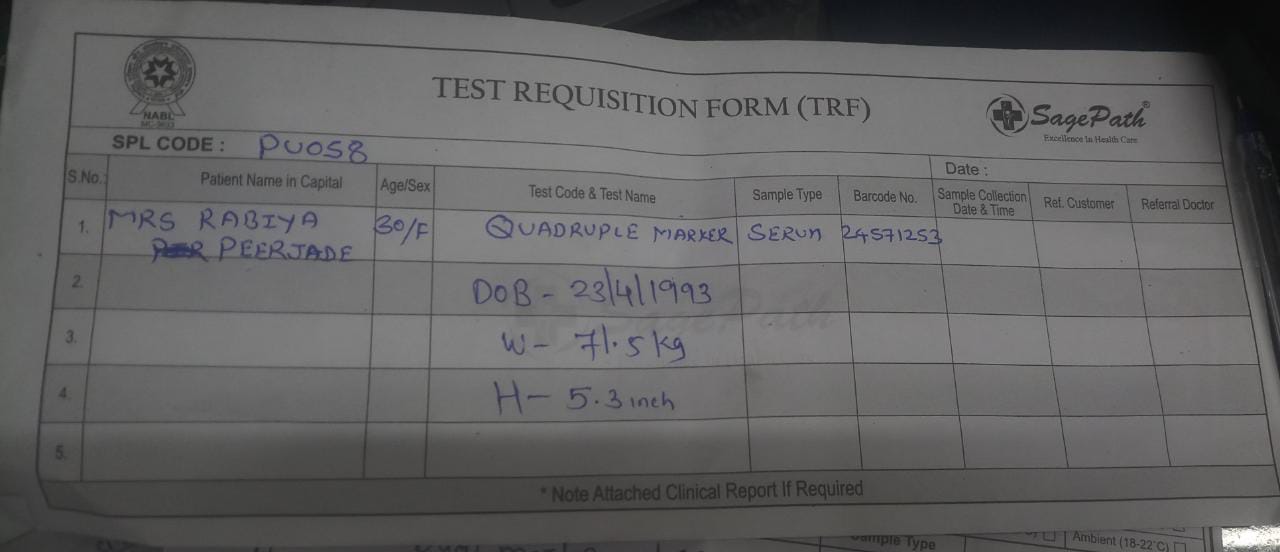 TEST REQUISITION FORM (TRF)
NABL
SagePath®
Excellence In Health Care
SPL CODE : PU058
Date :
S.No. Patient Name in Capital Age/Sex Test Code & Test Name Sample Type Barcode No. Sample Collection Date & Time Ref. Customer Referral Doctor
1. MRS RABIYA 30/F QUADRUPLE MARKER SERUM 24571253
PEERJADE
2. DOB - 23/4/1993
3. W - 71.5 kg
4. H - 5.3 inch
5.
* Note Attached Clinical Report If Required
Sample Type
Ambient (18-22°C)